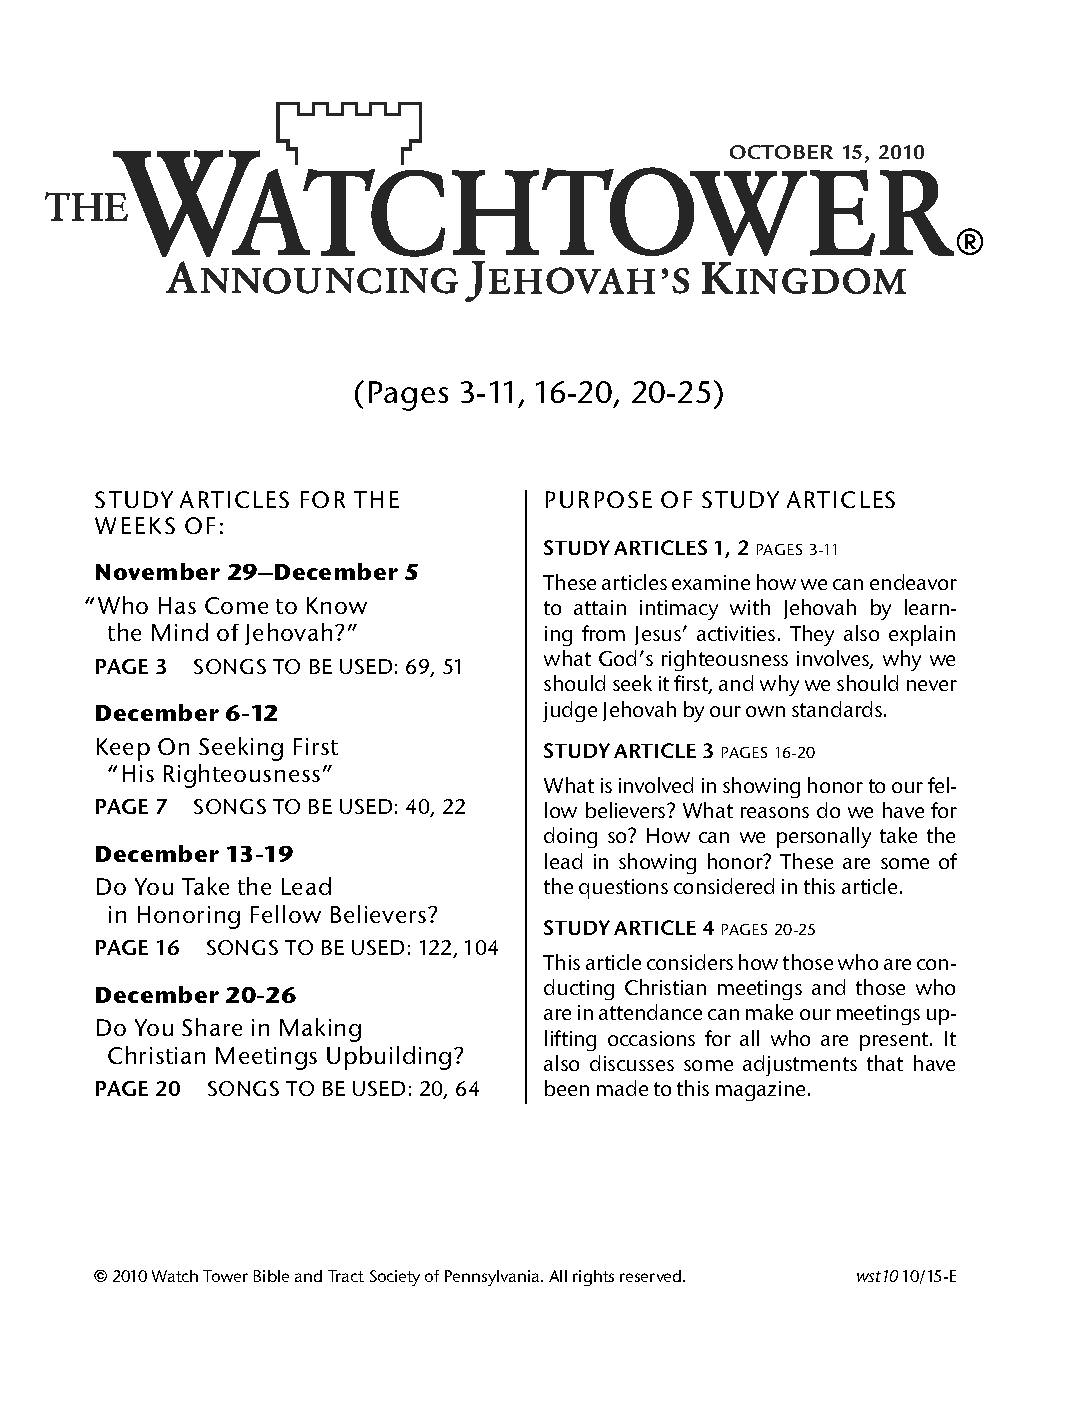 OCTOBER 15, 2010
THE WATCHTOWER®
ANNOUNCING JEHOVAH'S KINGDOM
(Pages 3-11, 16-20, 20-25)
STUDY ARTICLES FOR THE
WEEKS OF:
November 29–December 5
“Who Has Come to Know
the Mind of Jehovah?”
PAGE 3 SONGS TO BE USED: 69, 51
December 6-12
Keep On Seeking First
“His Righteousness”
PAGE 7 SONGS TO BE USED: 40, 22
December 13-19
Do You Take the Lead
in Honoring Fellow Believers?
PAGE 16 SONGS TO BE USED: 122, 104
December 20-26
Do You Share in Making
Christian Meetings Upbuilding?
PAGE 20 SONGS TO BE USED: 20, 64
PURPOSE OF STUDY ARTICLES
STUDY ARTICLES 1, 2 PAGES 3-11
These articles examine how we can endeavor
to attain intimacy with Jehovah by learn-
ing from Jesus’ activities. They also explain
what God’s righteousness involves, why we
should seek it first, and why we should never
judge Jehovah by our own standards.
STUDY ARTICLE 3 PAGES 16-20
What is involved in showing honor to our fel-
low believers? What reasons do we have for
doing so? How can we personally take the
lead in showing honor? These are some of
the questions considered in this article.
STUDY ARTICLE 4 PAGES 20-25
This article considers how those who are con-
ducting Christian meetings and those who
are in attendance can make our meetings up-
lifting occasions for all who are present. It
also discusses some adjustments that have
been made to this magazine.
© 2010 Watch Tower Bible and Tract Society of Pennsylvania. All rights reserved.
wst10 10/15-E